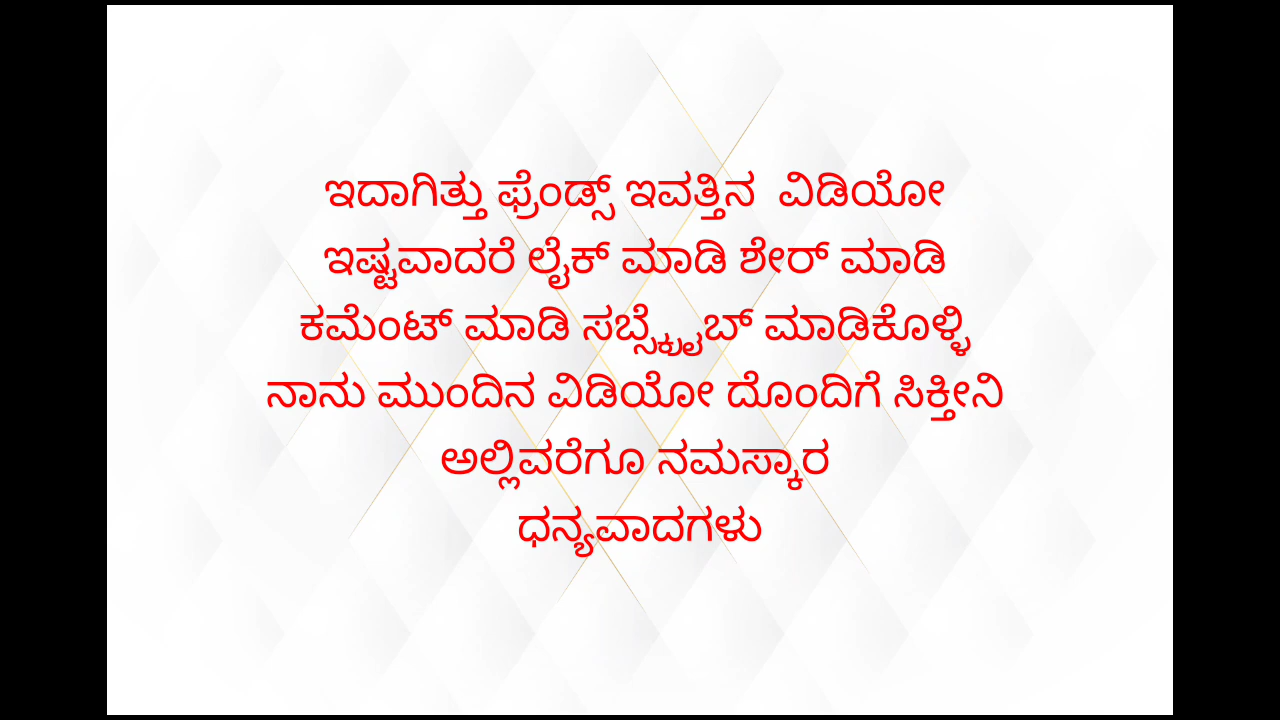 ಇದಾಗಿತ್ತು ಫ್ರೆಂಡ್ಸ್ ಇವತ್ತಿನ ವಿಡಿಯೋ
ಇಷ್ಟವಾದರೆ ಲೈಕ್ ಮಾಡಿ ಶೇರ್ ಮಾಡಿ
ಕಮೆಂಟ್ ಮಾಡಿ ಸಬ್ಸ್ಕ್ರೈಬ್ ಮಾಡಿಕೊಳ್ಳಿ
ನಾನು ಮುಂದಿನ ವಿಡಿಯೋ ದೊಂದಿಗೆ ಸಿಕ್ತೀನಿ
ಅಲ್ಲಿವರೆಗೂ ನಮಸ್ಕಾರ
ಧನ್ಯವಾದಗಳು